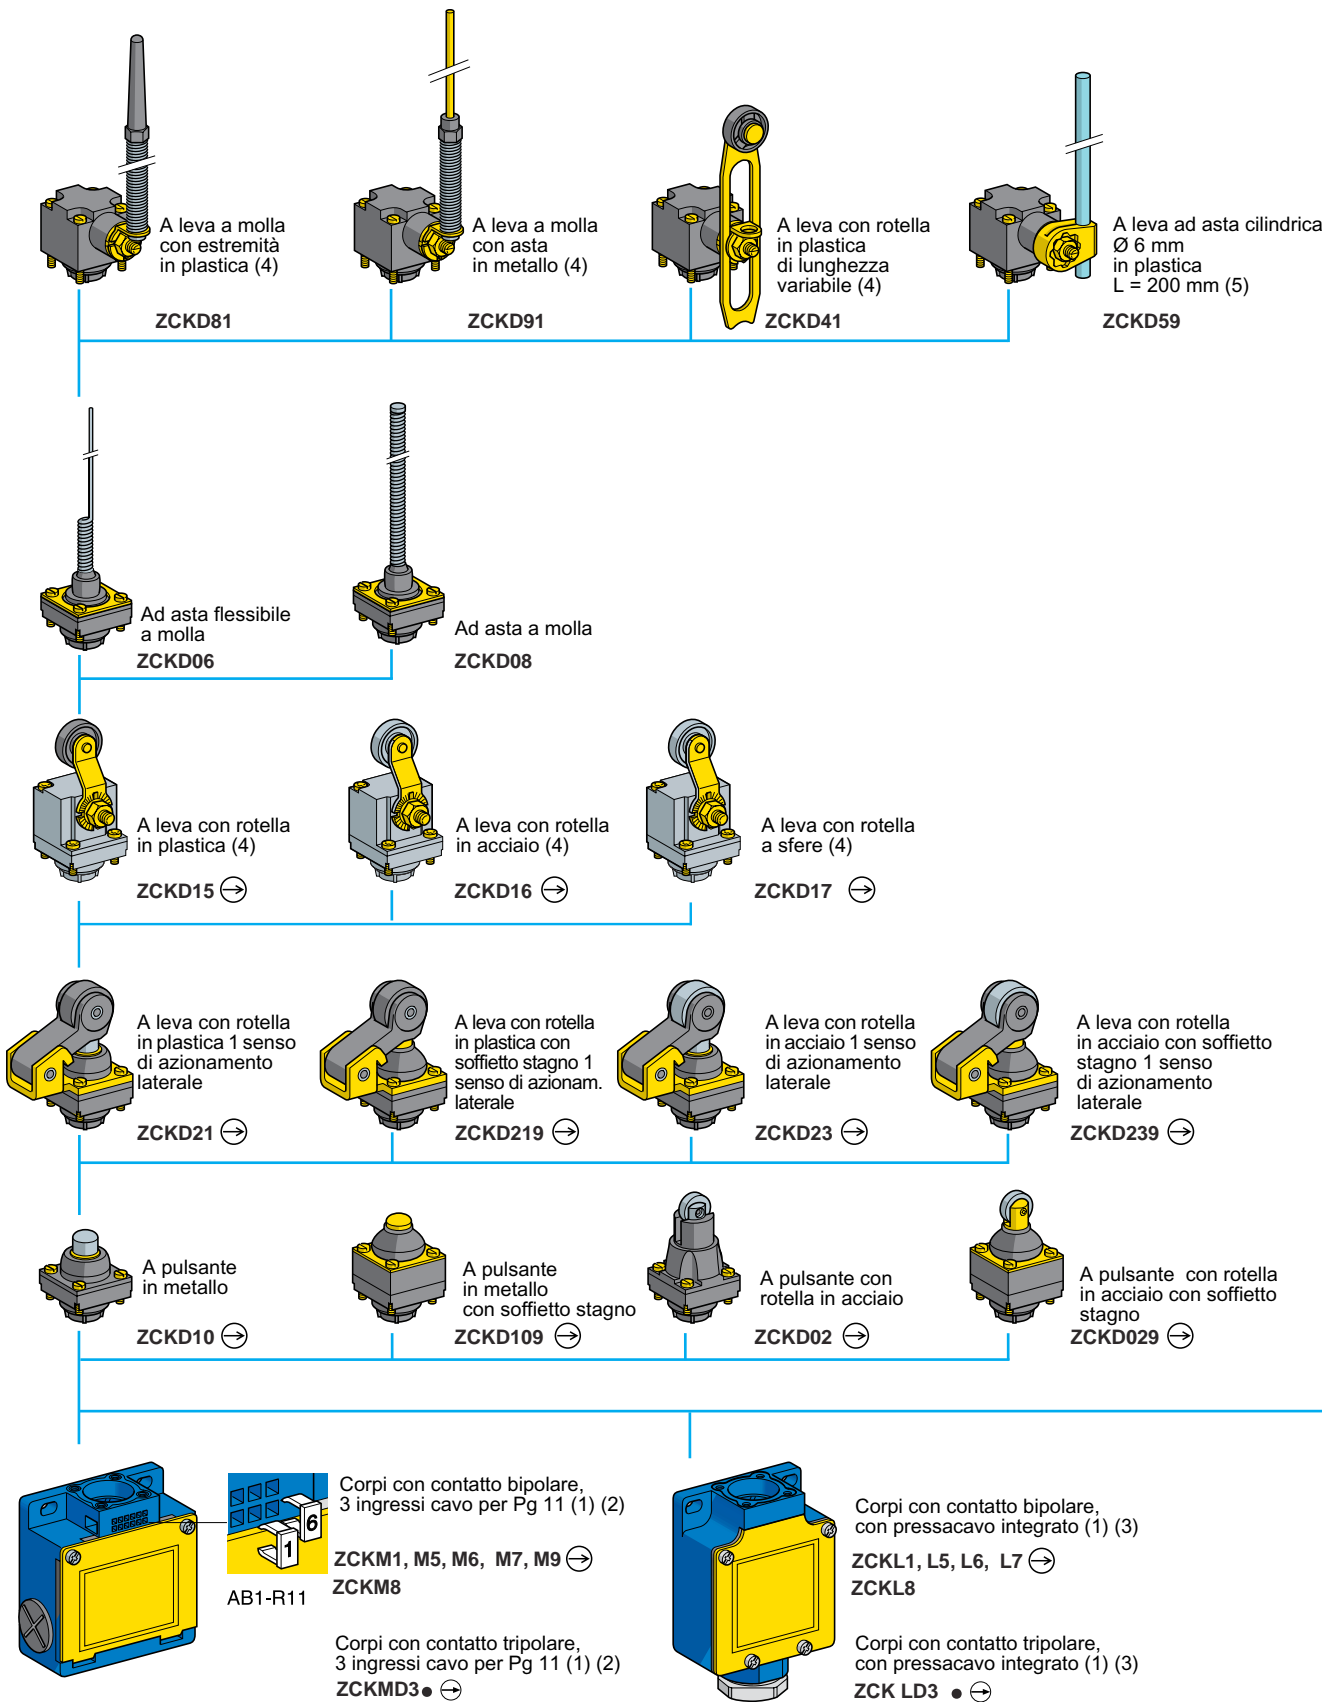 A leva a molla
con estremità
in plastica (4)
ZCKD81
A leva a molla
con asta
in metallo (4)
ZCKD91
A leva con rotella
in plastica
di lunghezza
variabile (4)
ZCKD41
A leva ad asta cilindrica
Ø 6 mm
in plastica
L = 200 mm (5)
ZCKD59
Ad asta flessibile
a molla
ZCKD06
Ad asta a molla
ZCKD08
A leva con rotella
in plastica (4)
ZCKD15
A leva con rotella
in acciaio (4)
ZCKD16
A leva con rotella
a sfere (4)
ZCKD17
A leva con rotella
in plastica 1 senso
di azionamento
laterale
ZCKD21
A leva con rotella
in plastica con
soffietto stagno 1
senso di azionam.
laterale
ZCKD219
A leva con rotella
in acciaio 1 senso
di azionamento
laterale
ZCKD23
A leva con rotella
in acciaio con soffietto
stagno 1 senso
di azionamento
laterale
ZCKD239
A pulsante
in metallo
ZCKD10
A pulsante
in metallo
con soffietto stagno
ZCKD109
A pulsante con
rotella in acciaio
ZCKD02
A pulsante con rotella
in acciaio con soffietto
stagno
ZCKD029
6
1
AB1-R11
Corpi con contatto bipolare,
3 ingressi cavo per Pg 11 (1) (2)
ZCKM1, M5, M6, M7, M9
ZCKM8
Corpi con contatto tripolare,
3 ingressi cavo per Pg 11 (1) (2)
ZCKMD3●
Corpi con contatto bipolare,
con pressacavo integrato (1) (3)
ZCKL1, L5, L6, L7
ZCKL8
Corpi con contatto tripolare,
con pressacavo integrato (1) (3)
ZCK LD3 ●